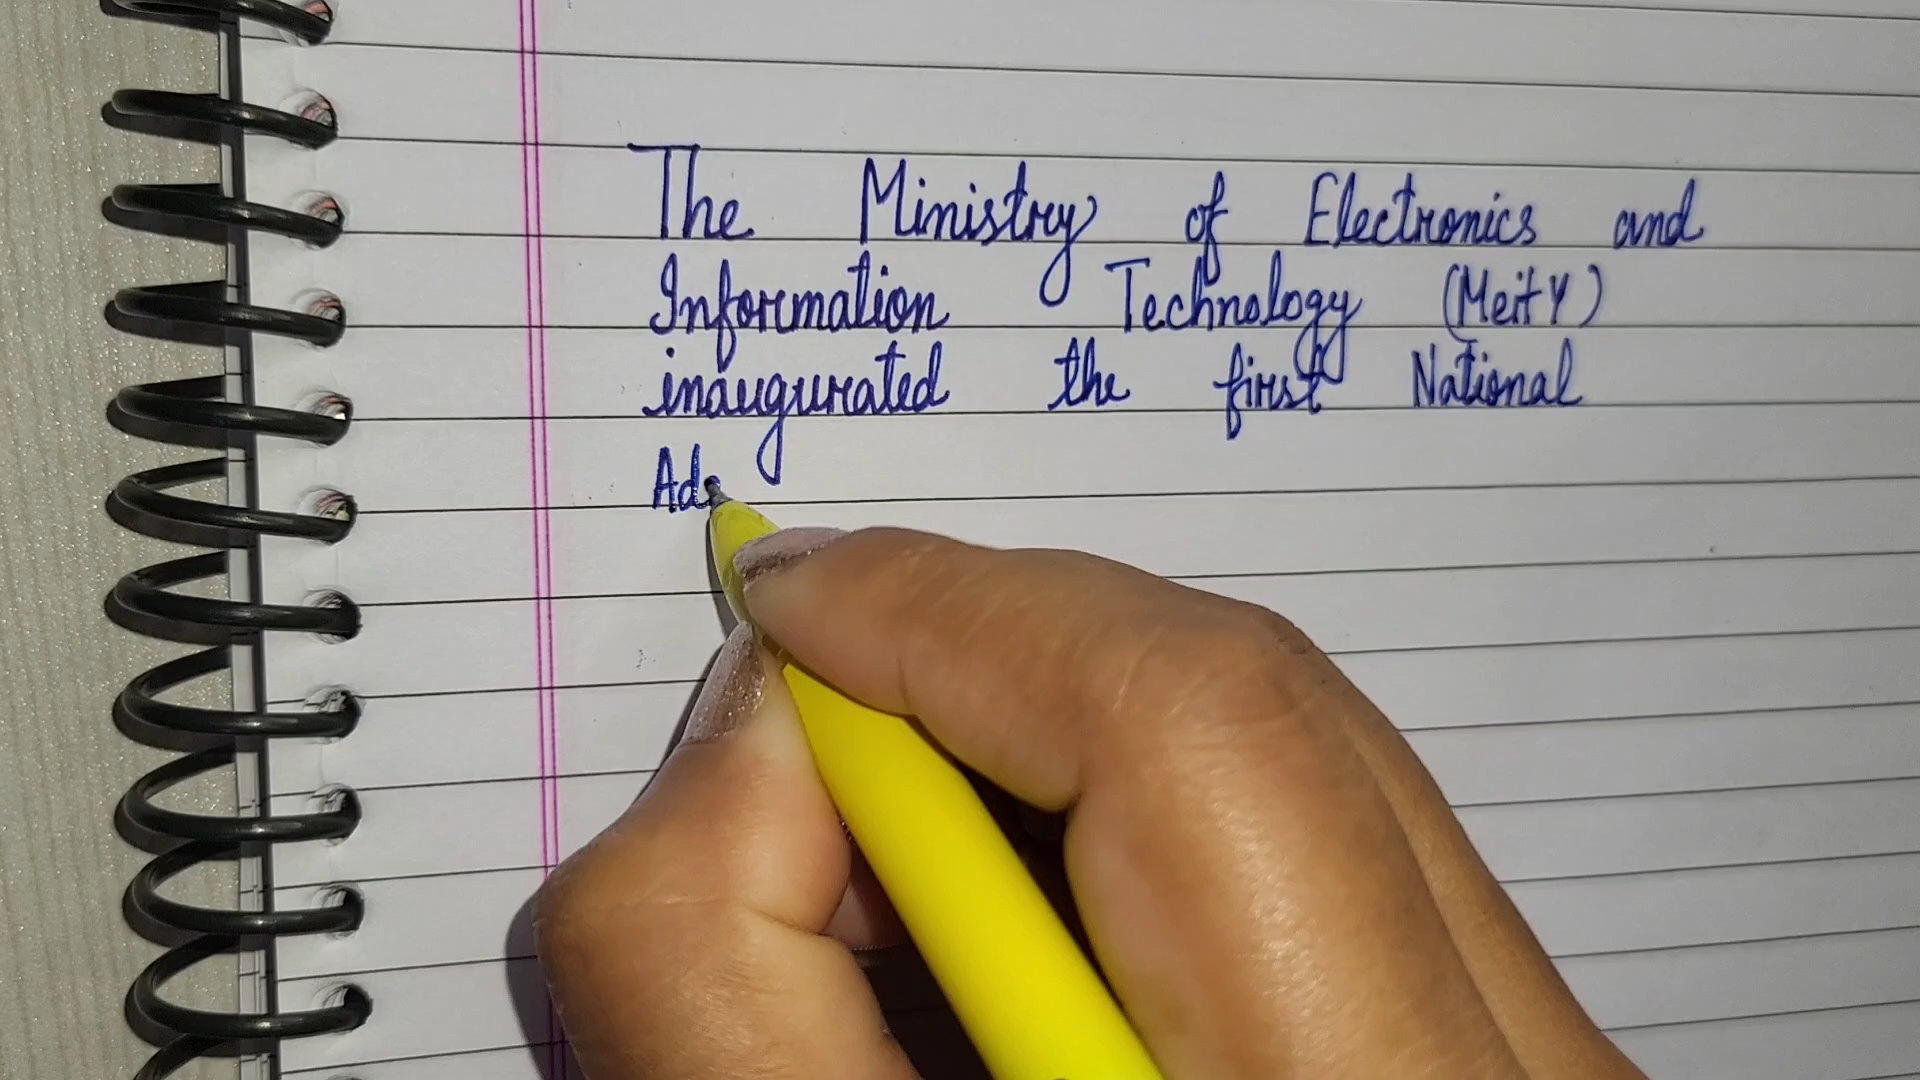 The Ministry of Electronics and
Information Technology (MeitY)
inaugurated the first National
Ad